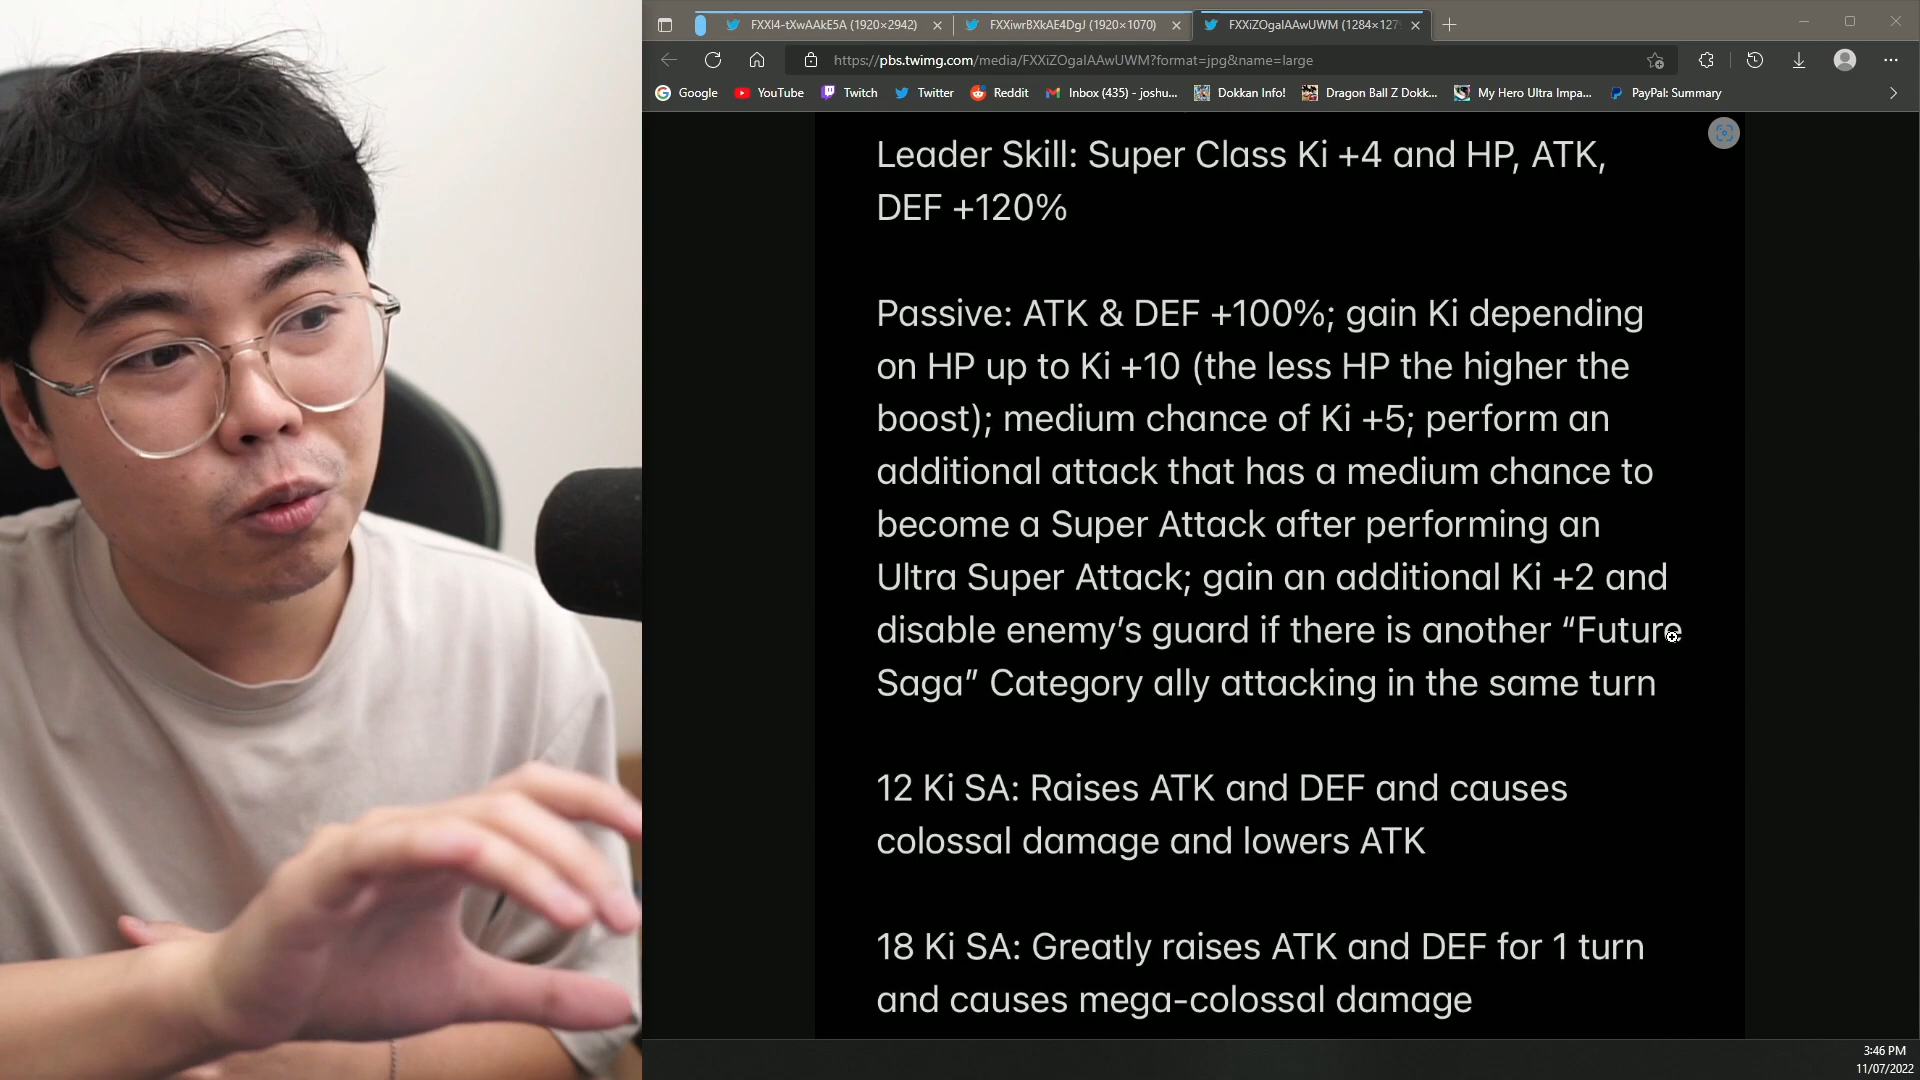 FXXI4-tXwAAkE5A (1920×2942)
FXXiwrBXkAE4DgJ (1920×1070)
FXXiZOgalAAwUWM (1284×127
https://pbs.twimg.com/media/FXXiZOgalAAwUWM?format=jpg&name=large
Google
YouTube
Twitch
Twitter
Reddit
Inbox (435) - joshu...
Dokkan Info!
Dragon Ball Z Dokk...
My Hero Ultra Impa...
PayPal: Summary
Leader Skill: Super Class Ki +4 and HP, ATK,
DEF +120%
Passive: ATK & DEF +100%; gain Ki depending
on HP up to Ki +10 (the less HP the higher the
boost); medium chance of Ki +5; perform an
additional attack that has a medium chance to
become a Super Attack after performing an
Ultra Super Attack; gain an additional Ki +2 and
disable enemy’s guard if there is another “Future
Saga” Category ally attacking in the same turn
12 Ki SA: Raises ATK and DEF and causes
colossal damage and lowers ATK
18 Ki SA: Greatly raises ATK and DEF for 1 turn
and causes mega-colossal damage
3:46 PM
11/07/2022